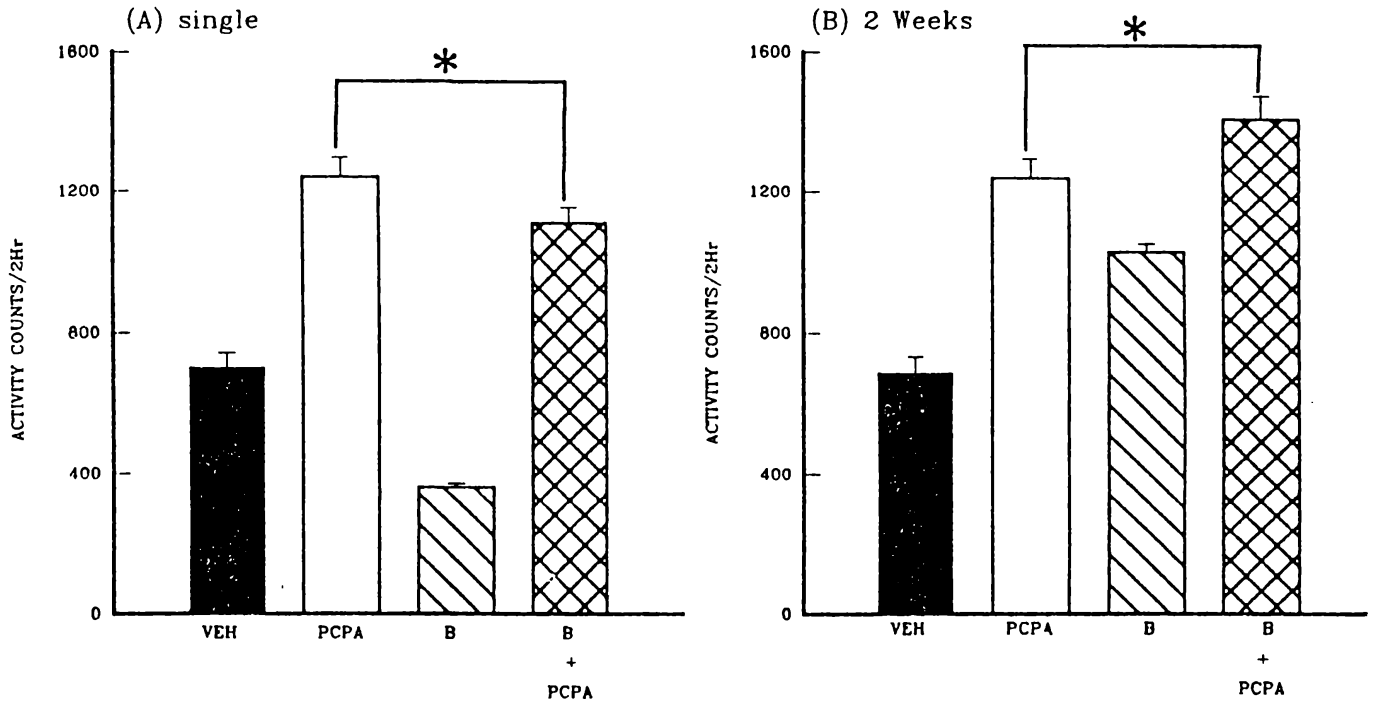 (A) single
1600
1200
800
400
0
ACTIVITY COUNTS/2Hr
*
VEH
PCPA
B
B
+
PCPA
(B) 2 Weeks
1600
1200
800
400
0
ACTIVITY COUNTS/2Hr
*
VEH
PCPA
B
B
+
PCPA